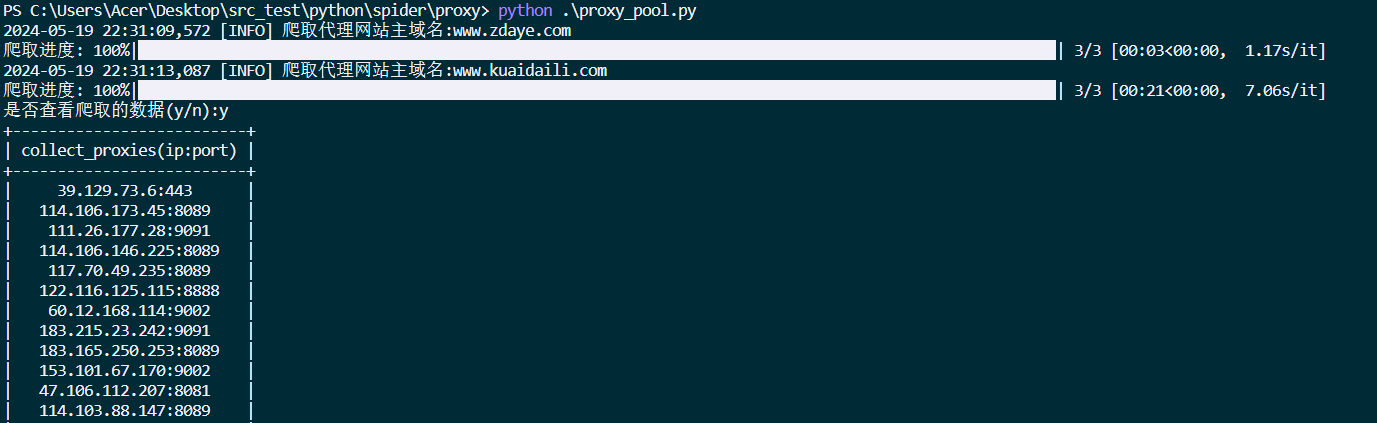 PS C:\Users\Acer\Desktop\src_test\python\spider\proxy> python .\proxy_pool.py
2024-05-19 22:31:09,572 [INFO] 爬取代理网站主域名:www.zdaye.com
爬取进度: 100%| | 3/3 [00:03<00:00,  1.17s/it]
2024-05-19 22:31:13,087 [INFO] 爬取代理网站主域名:www.kuaidaili.com
爬取进度: 100%| | 3/3 [00:21<00:00,  7.06s/it]
是否查看爬取的数据(y/n):y
+--------------------------+
| collect_proxies(ip:port) |
+--------------------------+
| 39.129.73.6:443 |
| 114.106.173.45:8089 |
| 111.26.177.28:9091 |
| 114.106.146.225:8089 |
| 117.70.49.235:8089 |
| 122.116.125.115:8888 |
| 60.12.168.114:9002 |
| 183.215.23.242:9091 |
| 183.165.250.253:8089 |
| 153.101.67.170:9002 |
| 47.106.112.207:8081 |
| 114.103.88.147:8089 |